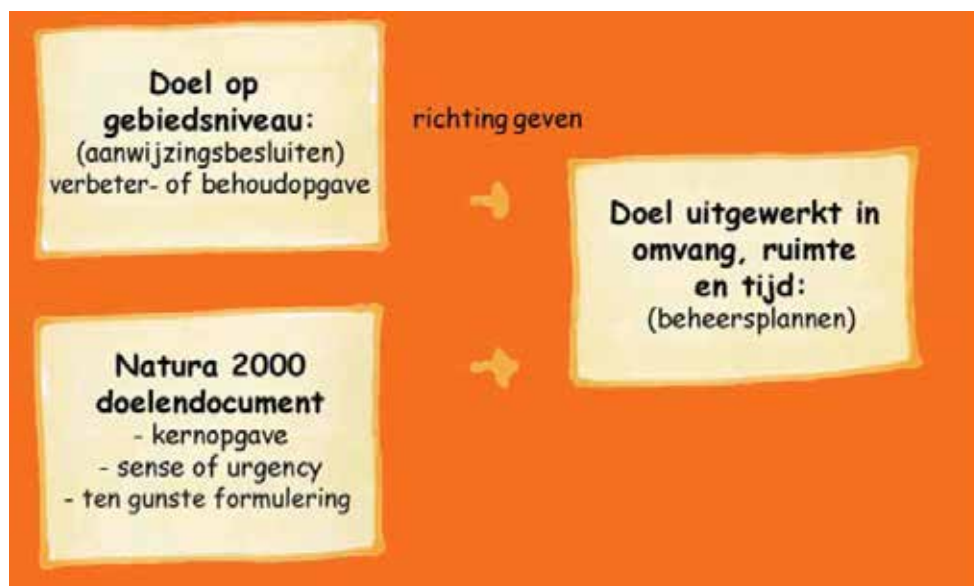 Doel op
gebiedsniveau:
(aanwijzingsbesluiten)
verbeter- of behoudopgave
richting geven
Doel uitgewerkt in
omvang, ruimte
en tijd:
(beheersplannen)
Natura 2000
doelendocument
- kernopgave
- sense of urgency
- ten gunste formulering